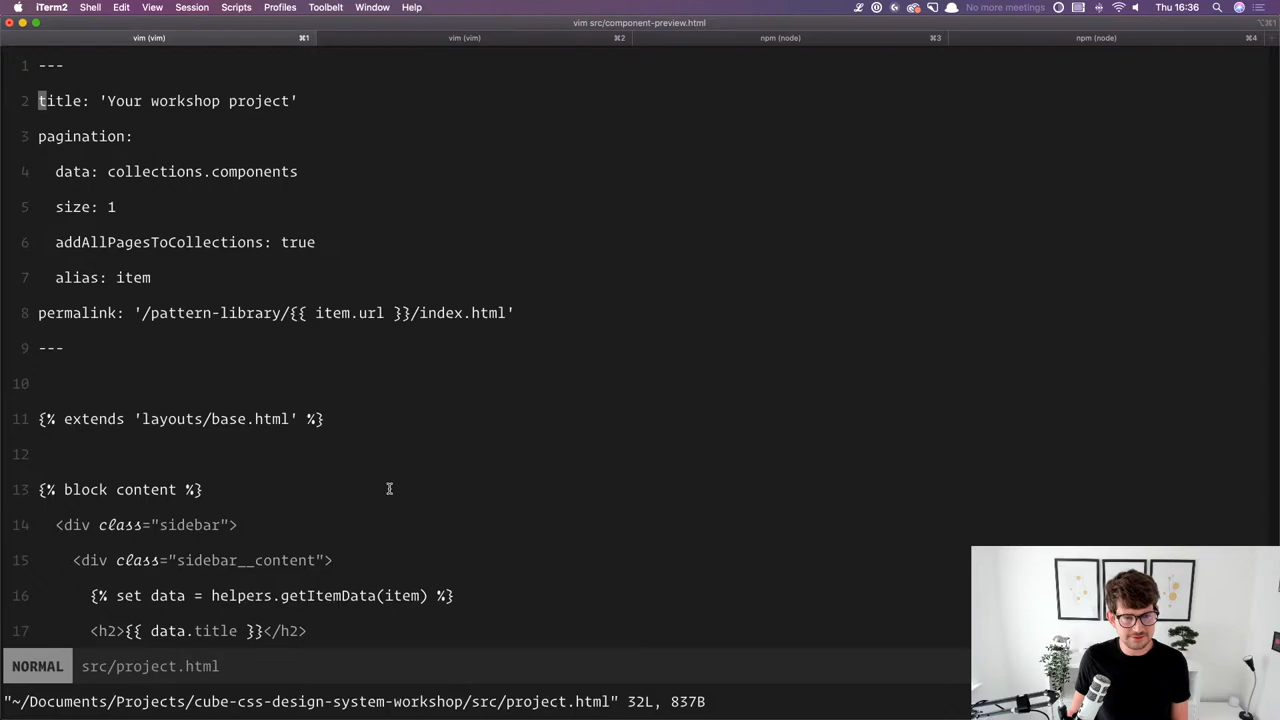 iTerm2 Shell Edit View Session Scripts Profiles Toolbelt Window Help No more meetings Thu 16:36
vim src/component-preview.html ⌥⌘1
vim (vim) ⌘1 vim (vim) ⌘2 npm (node) ⌘3 npm (node) ⌘4
1 ---
2 title: 'Your workshop project'
3 pagination:
4 data: collections.components
5 size: 1
6 addAllPagesToCollections: true
7 alias: item
8 permalink: '/pattern-library/{{ item.url }}/index.html'
9 ---
10
11 {% extends 'layouts/base.html' %}
12
13 {% block content %}
14 <div class="sidebar">
15 <div class="sidebar__content">
16 {% set data = helpers.getItemData(item) %}
17 <h2>{{ data.title }}</h2>
NORMAL src/project.html
"~/Documents/Projects/cube-css-design-system-workshop/src/project.html" 32L, 837B